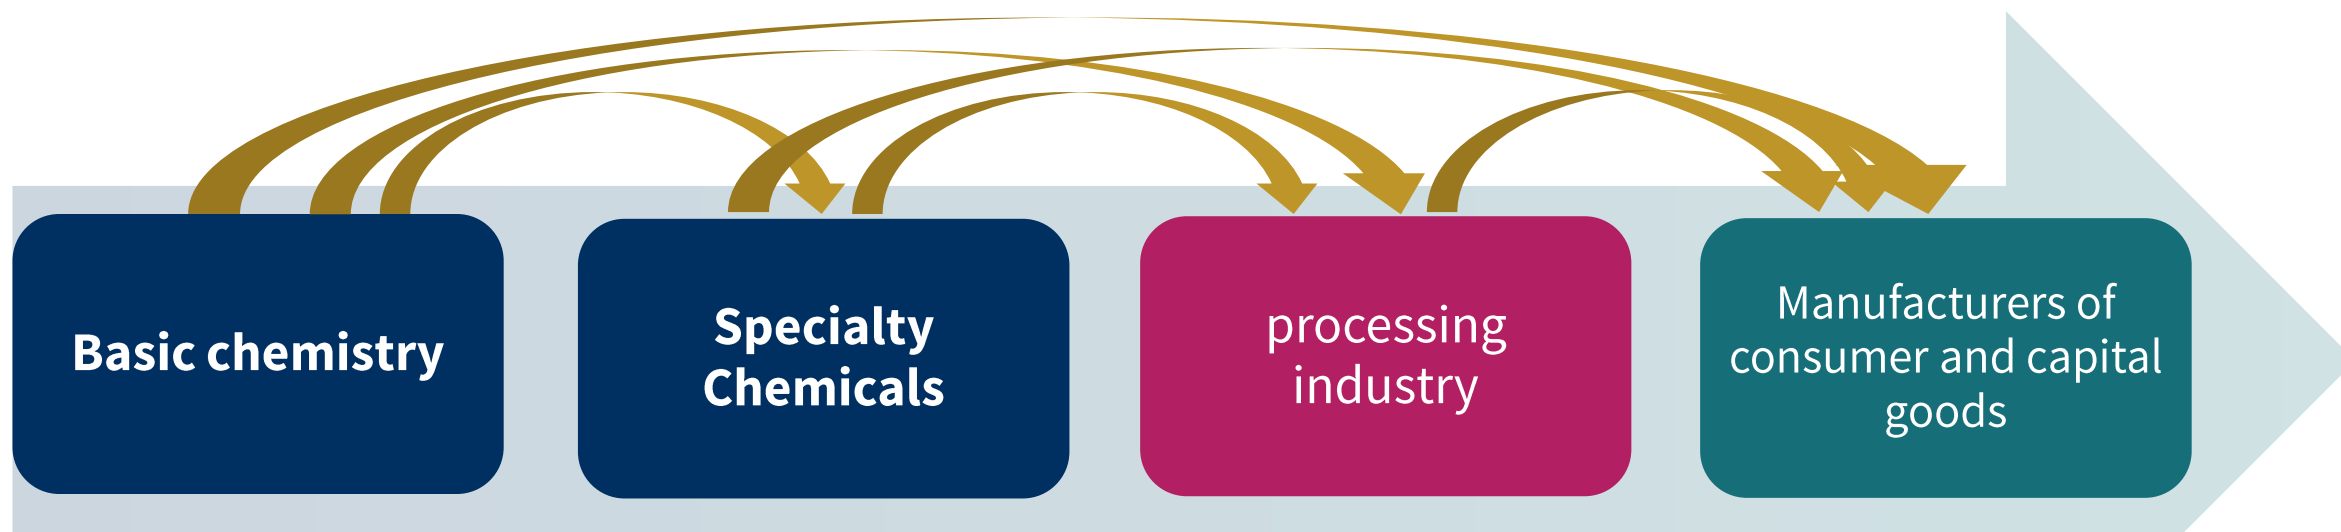 Basic chemistry
Specialty
Chemicals
processing
industry
Manufacturers of
consumer and capital
goods